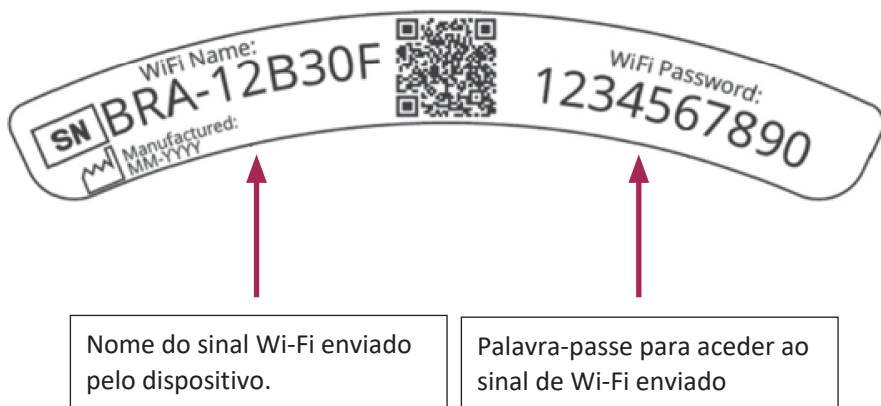 WiFi Name:
SN BRA-12B30F
Manufactured:
MM-YYYY
WiFi Password:
1234567890
Nome do sinal Wi-Fi enviado
pelo dispositivo.
Palavra-passe para aceder ao
sinal de Wi-Fi enviado